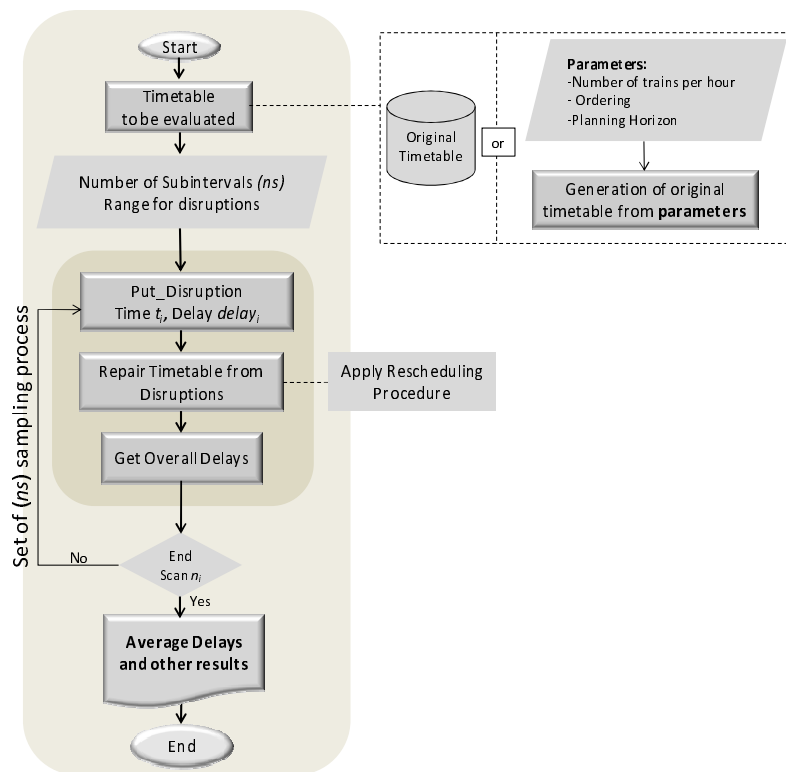 Start
Timetable
to be evaluated
Number of Subintervals (ns)
Range for disruptions
Put_Disruption
Time ti, Delay delayi
Repair Timetable from
Disruptions
Get Overall Delays
End
Scan ni
No
Yes
Average Delays
and other results
End
Set of (ns) sampling process
Apply Rescheduling
Procedure
Original
Timetable
or
Parameters:
-Number of trains per hour
- Ordering
-Planning Horizon
Generation of original
timetable from parameters